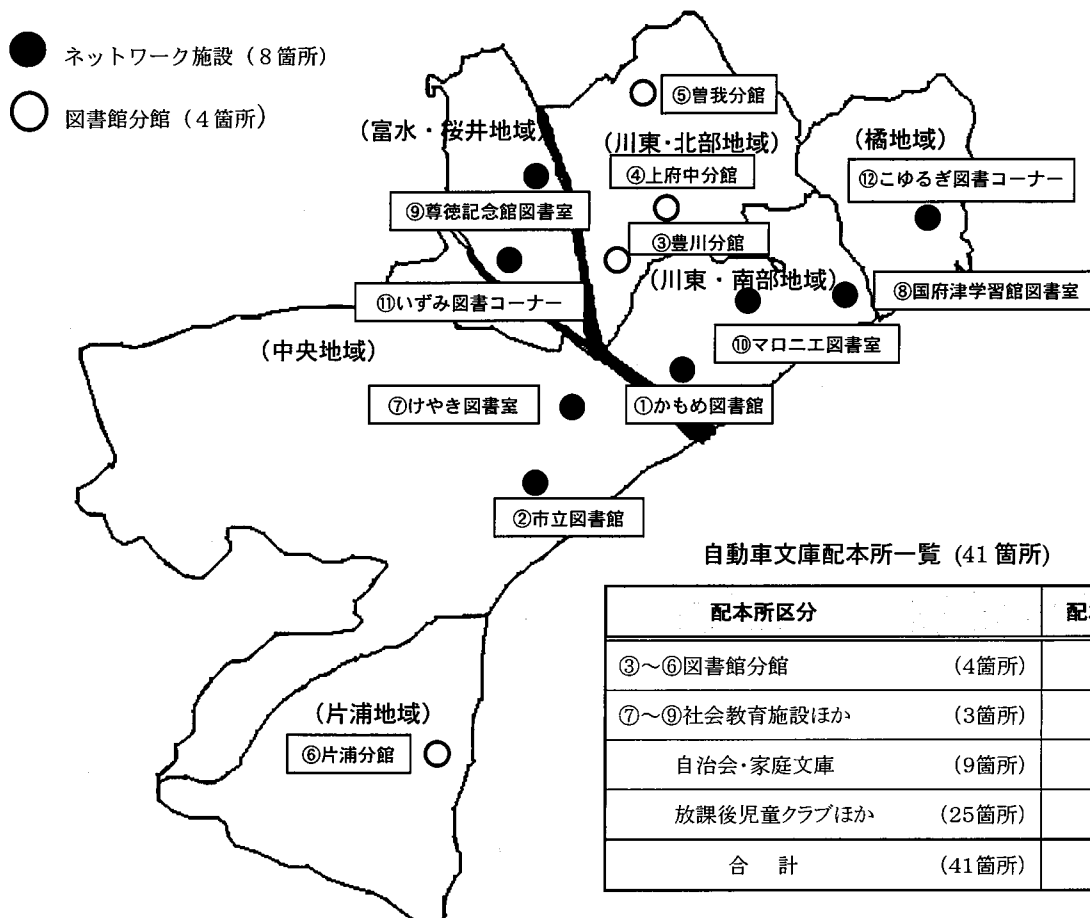 ネットワーク施設(8箇所)
図書館分館(4箇所)
⑤曽我分館
(富水・桜井地域)
(川東・北部地域)
(橘地域)
④上府中分館
⑫こゆるぎ図書コーナー
⑨尊徳記念館図書室
③豊川分館
(川東・南部地域)
⑧国府津学習館図書室
⑪いずみ図書コーナー
⑩マロニエ図書室
(中央地域)
⑦けやき図書室
①かもめ図書館
②市立図書館
(片浦地域)
⑥片浦分館
自動車文庫配本所一覧 (41箇所)
配本所区分 配
③~⑥図書館分館 (4箇所)
⑦~⑨社会教育施設ほか (3箇所)
自治会・家庭文庫 (9箇所)
放課後児童クラブほか (25箇所)
合 計 (41箇所)